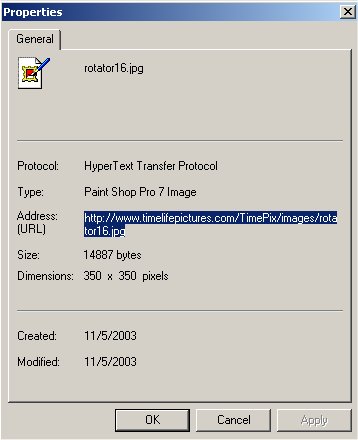 Properties
General
rotator16.jpg
Protocol: HyperText Transfer Protocol
Type: Paint Shop Pro 7 Image
Address: http://www.timelifepictures.com/TimePix/images/rota
(URL) tor16.jpg
Size: 14887 bytes
Dimensions: 350 x 350 pixels
Created: 11/5/2003
Modified: 11/5/2003
OK Cancel Apply